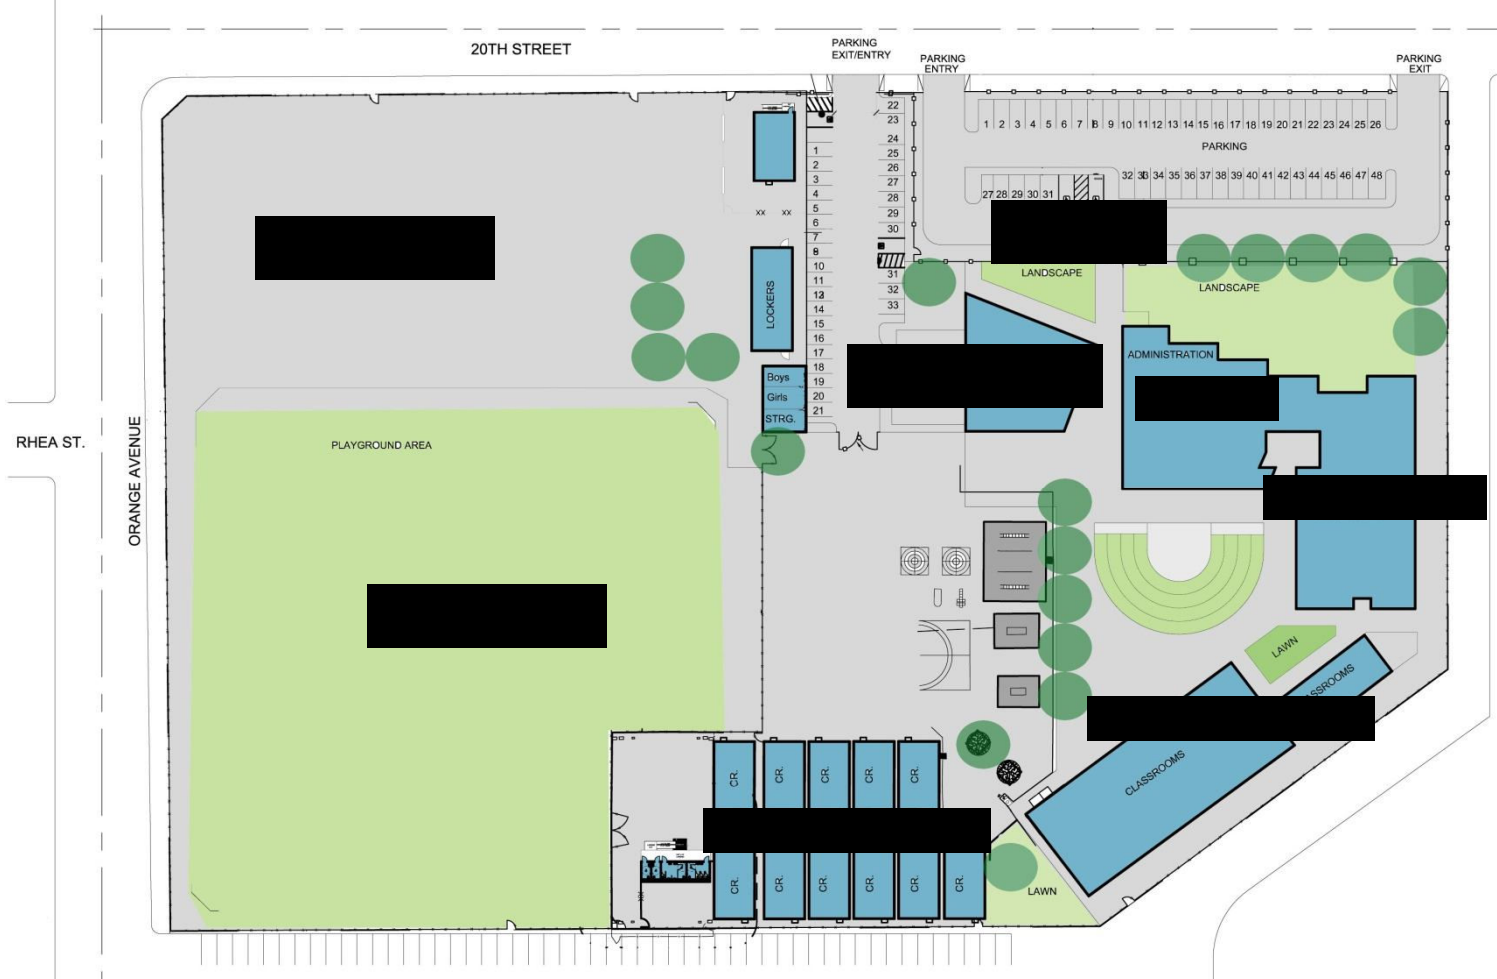 20TH STREET
PARKING
EXIT/ENTRY
PARKING
ENTRY
PARKING
EXIT
22
23
24
25
26
27
28
29
30
31
32
33
1 2 3 4 5 6 7 8 9 10 11 12 13 14 15 16 17 18 19 20 21 22 23 24 25 26
PARKING
32 33 34 35 36 37 38 39 40 41 42 43 44 45 46 47 48
27 28 29 30 31
1
2
3
4
5
6
7
8
10
11
12
14
15
16
17
18
19
20
21
XX XX
LOCKERS
Boys
Girls
STRG.
LANDSCAPE
LANDSCAPE
ADMINISTRATION
RHEA ST.
ORANGE AVENUE
PLAYGROUND AREA
LAWN
CLASSROOMS
CR. CR. CR. CR. CR.
CR. CR. CR. CR. CR. CR.
LAWN